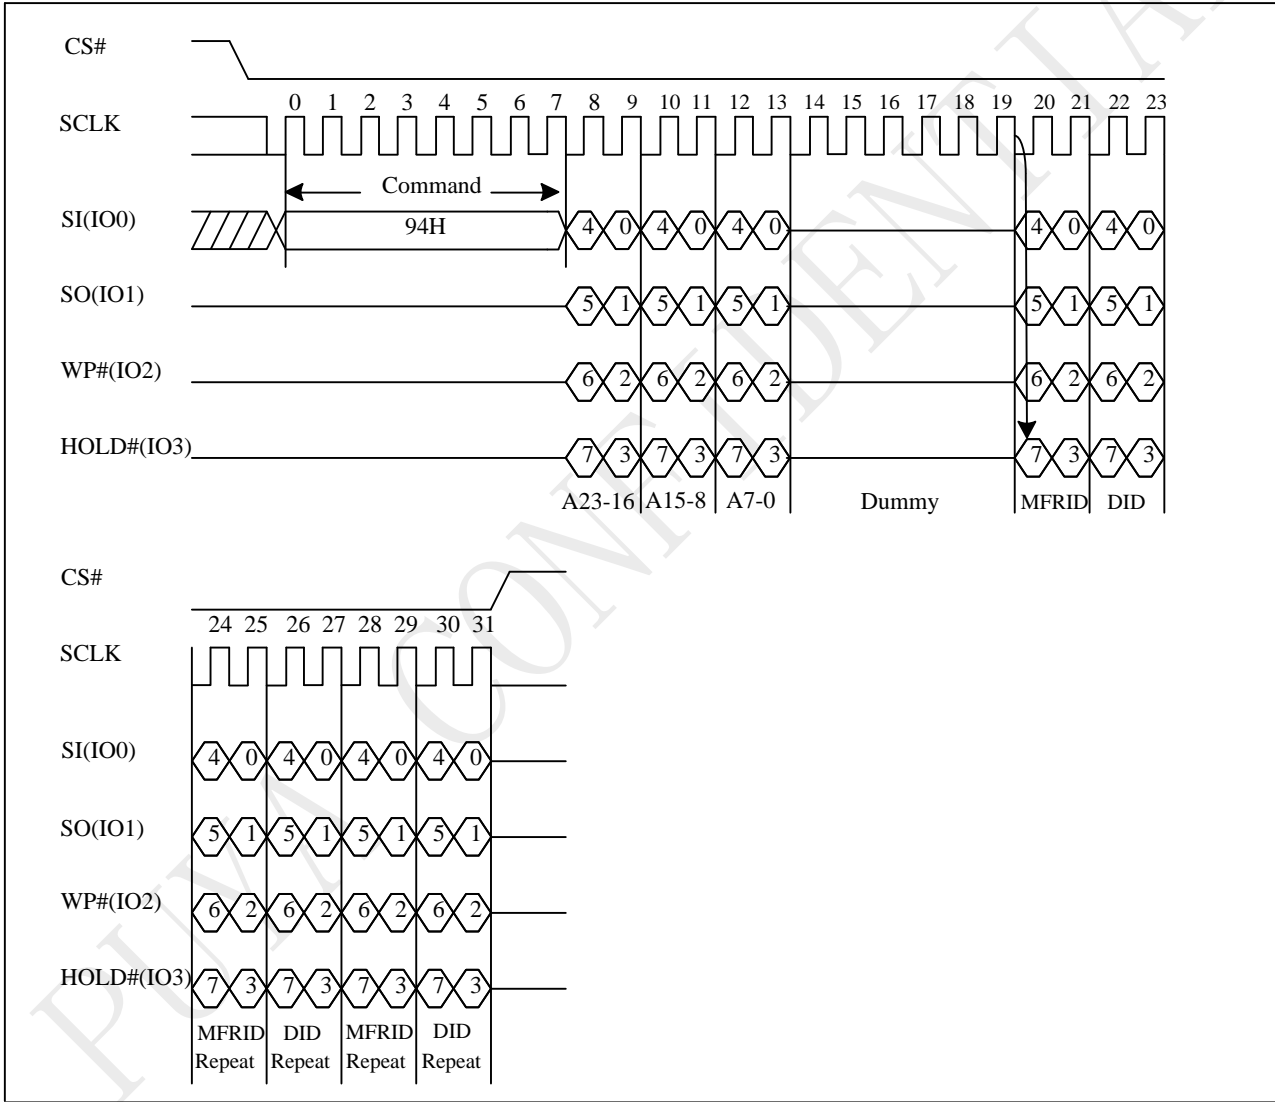 CS#
0 1 2 3 4 5 6 7 8 9 10 11 12 13 14 15 16 17 18 19 20 21 22 23
SCLK
Command
SI(IO0) 94H 4 0 4 0 4 0 4 0 4 0
SO(IO1) 5 1 5 1 5 1 5 1 5 1
WP#(IO2) 6 2 6 2 6 2 6 2 6 2
HOLD#(IO3) 7 3 7 3 7 3 7 3 7 3
A23-16 A15-8 A7-0 Dummy MFRID DID
CS#
24 25 26 27 28 29 30 31
SCLK
SI(IO0) 4 0 4 0 4 0 4 0
SO(IO1) 5 1 5 1 5 1 5 1
WP#(IO2) 6 2 6 2 6 2 6 2
HOLD#(IO3) 7 3 7 3 7 3 7 3
MFRID DID MFRID DID
Repeat Repeat Repeat Repeat
PUYA CONFIDENTIAL